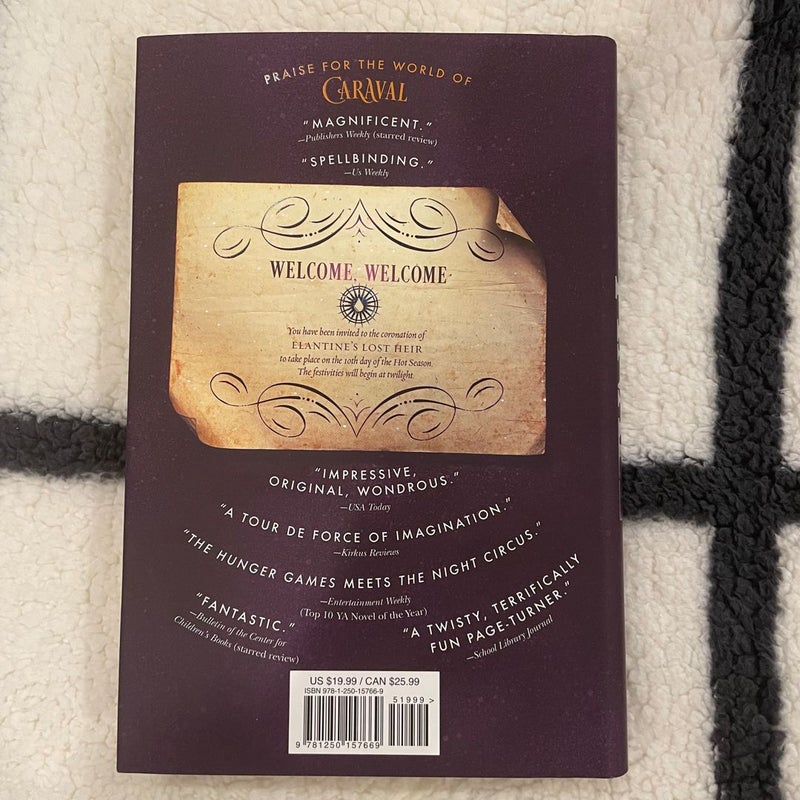 PRAISE FOR THE WORLD OF
CARAVAL
"MAGNIFICENT."
—Publishers Weekly (starred review)
"SPELLBINDING."
—Us Weekly
WELCOME, WELCOME
You have been invited to the coronation of
ELANTINE'S LOST HEIR
to take place on the 10th day of the Hot Season.
The festivities will begin at twilight.
"IMPRESSIVE,
ORIGINAL, WONDROUS."
—USA Today
"A TOUR DE FORCE OF IMAGINATION."
—Kirkus Reviews
"THE HUNGER GAMES MEETS THE NIGHT CIRCUS."
—Entertainment Weekly
(Top 10 YA Novel of the Year)
"FANTASTIC."
—Bulletin of the Center for
Children's Books (starred review)
"A TWISTY, TERRIFICALLY
FUN PAGE-TURNER."
—School Library Journal
US $19.99 / CAN $25.99
ISBN 978-1-250-15766-9
51999>
9 781250 157669